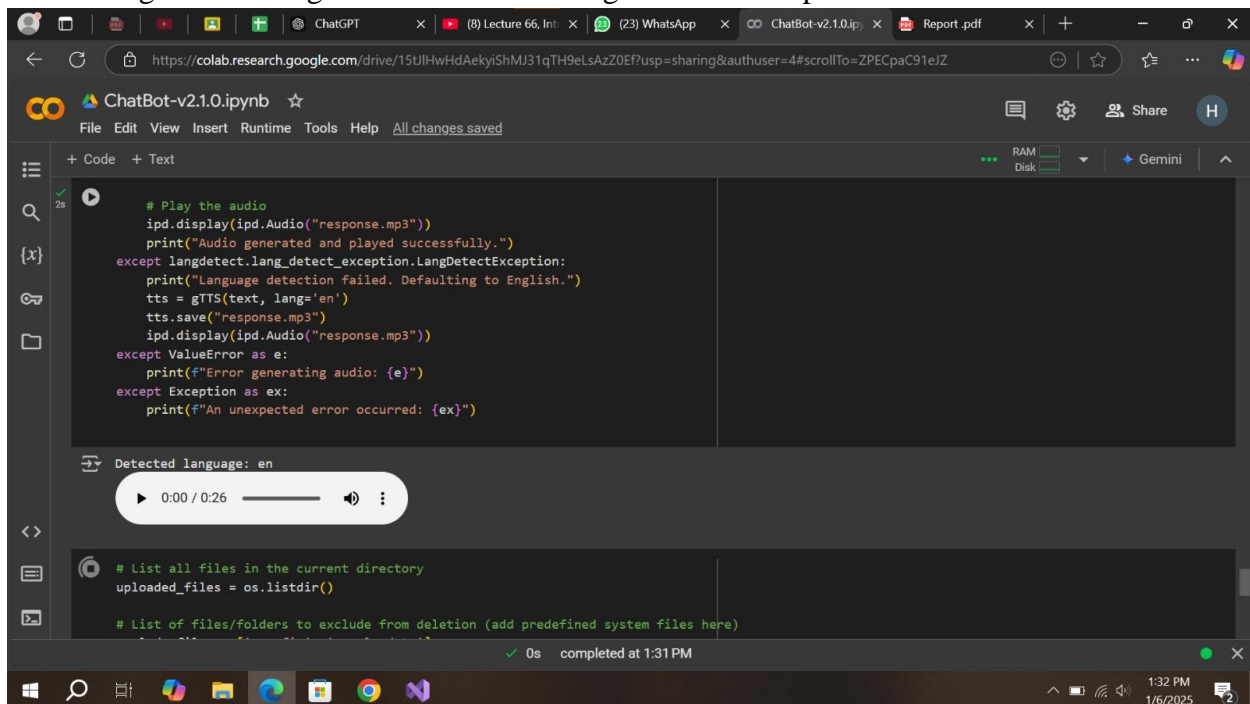 ChatGPT
(8) Lecture 66, Int
(23) WhatsApp
ChatBot-v2.1.0.ipy
Report .pdf
https://colab.research.google.com/drive/15tJlHwHdAekyiShMJ31qTH9eLsAzZ0Ef?usp=sharing&authuser=4#scrollTo=ZPECpaC91eJZ
ChatBot-v2.1.0.ipynb
File Edit View Insert Runtime Tools Help All changes saved
Share
H
+ Code + Text
RAM
Disk
Gemini
2s
{x}
# Play the audio
ipd.display(ipd.Audio("response.mp3"))
print("Audio generated and played successfully.")
except langdetect.lang_detect_exception.LangDetectException:
print("Language detection failed. Defaulting to English.")
tts = gTTS(text, lang='en')
tts.save("response.mp3")
ipd.display(ipd.Audio("response.mp3"))
except ValueError as e:
print(f"Error generating audio: {e}")
except Exception as ex:
print(f"An unexpected error occurred: {ex}")
Detected language: en
0:00 / 0:26
# List all files in the current directory
uploaded_files = os.listdir()
# List of files/folders to exclude from deletion (add predefined system files here)
0s completed at 1:31 PM
1:32 PM
1/6/2025
2